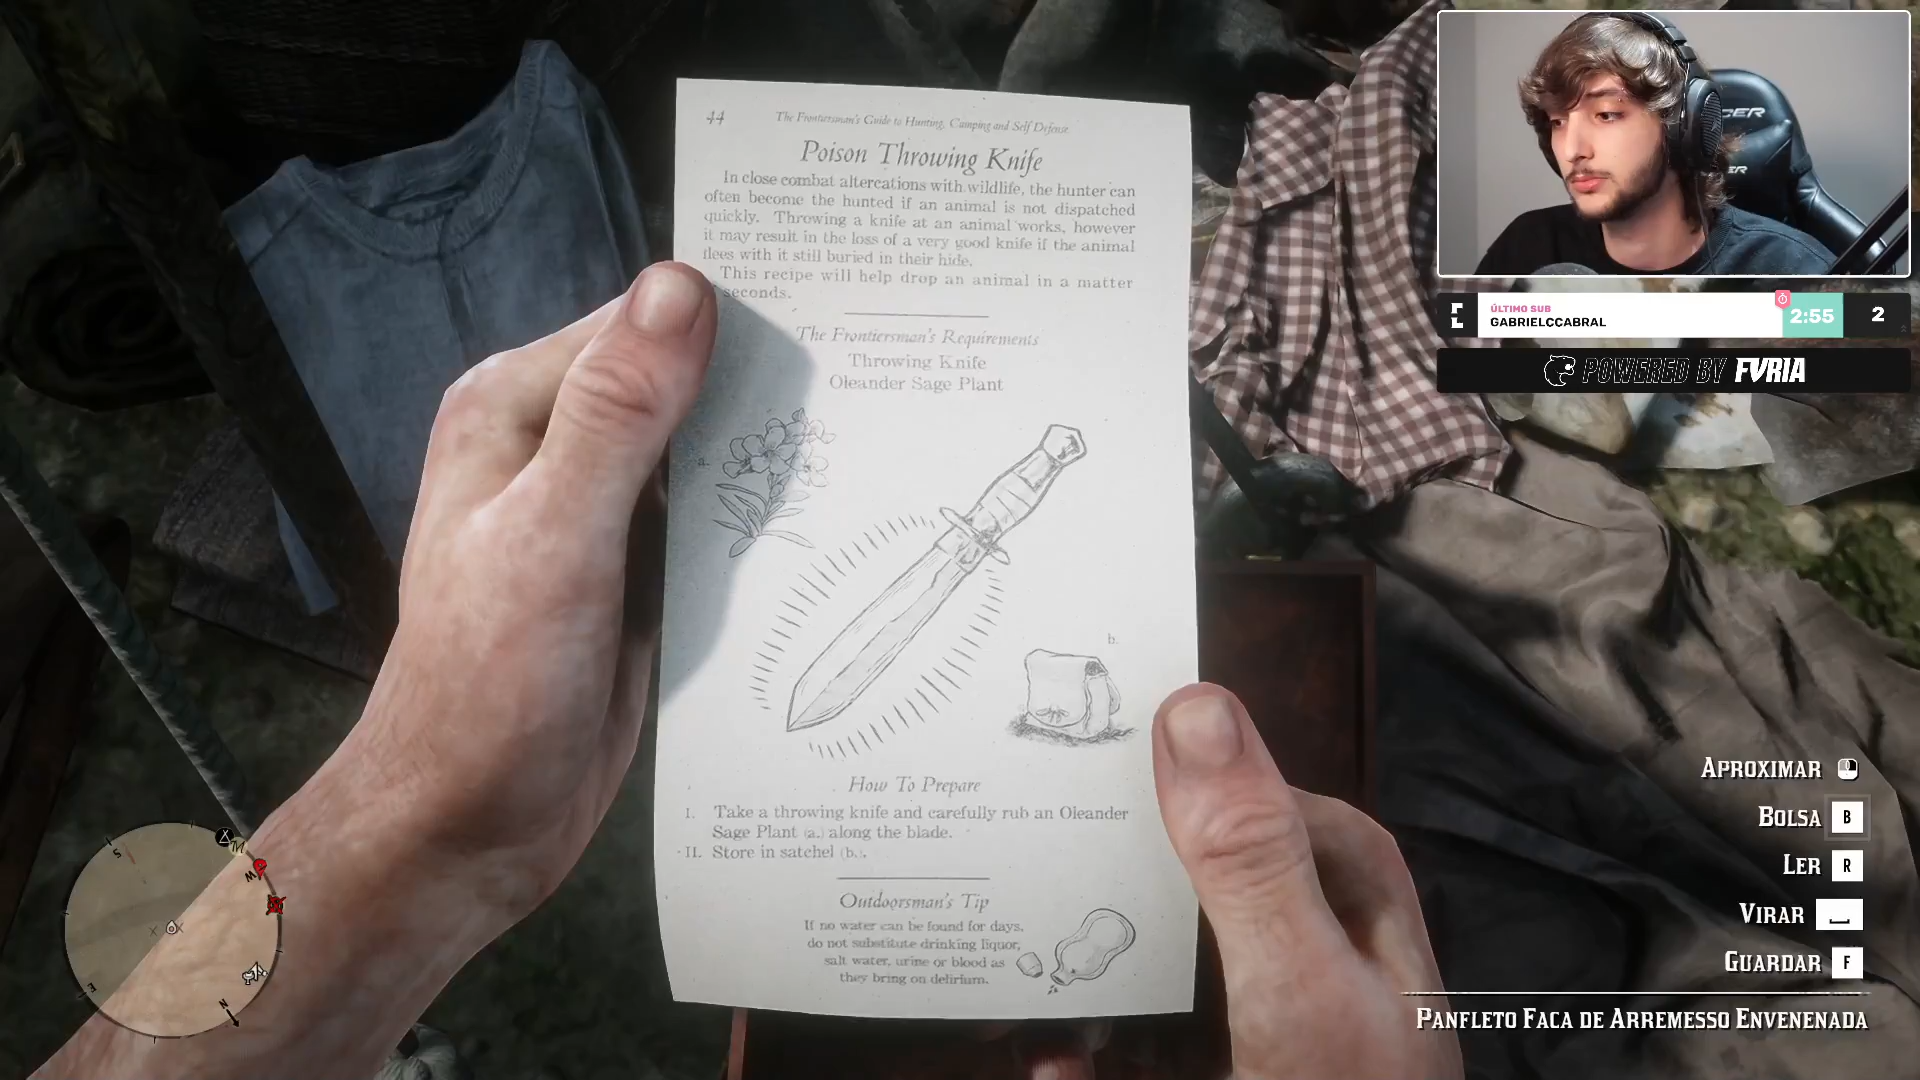 44
The Frontiersman's Guide to Hunting, Camping and Self Defense
Poison Throwing Knife
In close combat altercations with wildlife, the hunter can
often become the hunted if an animal is not dispatched
quickly. Throwing a knife at an animal works, however
it may result in the loss of a very good knife if the animal
flees with it still buried in their hide.
This recipe will help drop an animal in a matter
seconds.
The Frontiersman's Requirements
Throwing Knife
Oleander Sage Plant
a.
b.
How To Prepare
I. Take a throwing knife and carefully rub an Oleander
Sage Plant (a.) along the blade.
II. Store in satchel (b.).
Outdoorsman's Tip
If no water can be found for days,
do not substitute drinking liquor,
salt water, urine or blood as
they bring on delirium.
CER
ER
ÚLTIMO SUB
GABRIELCCABRAL
2:55
2
POWERED BY FVRIA
APROXIMAR
BOLSA B
LER R
VIRAR
GUARDAR F
PANFLETO FACA DE ARREMESSO ENVENENADA
S
W
E
N
X